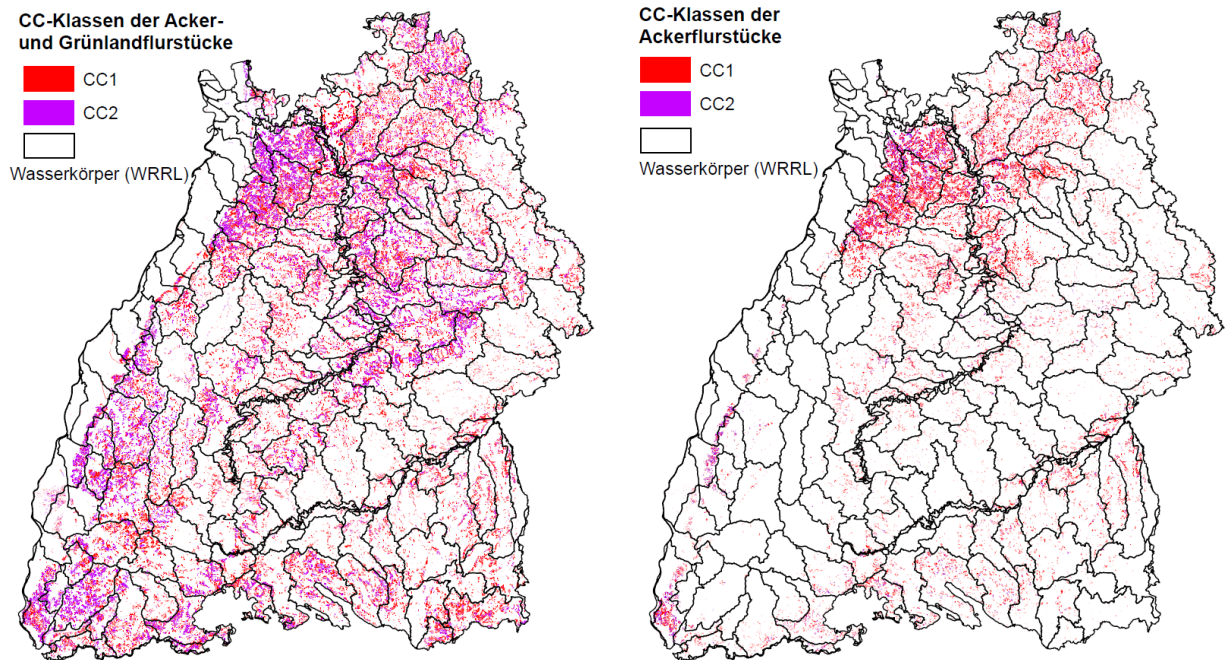 CC-Klassen der Acker-
und Grünlandflurstücke
CC1
CC2
Wasserkörper (WRRL)
CC-Klassen der
Ackerflurstücke
CC1
CC2
Wasserkörper (WRRL)